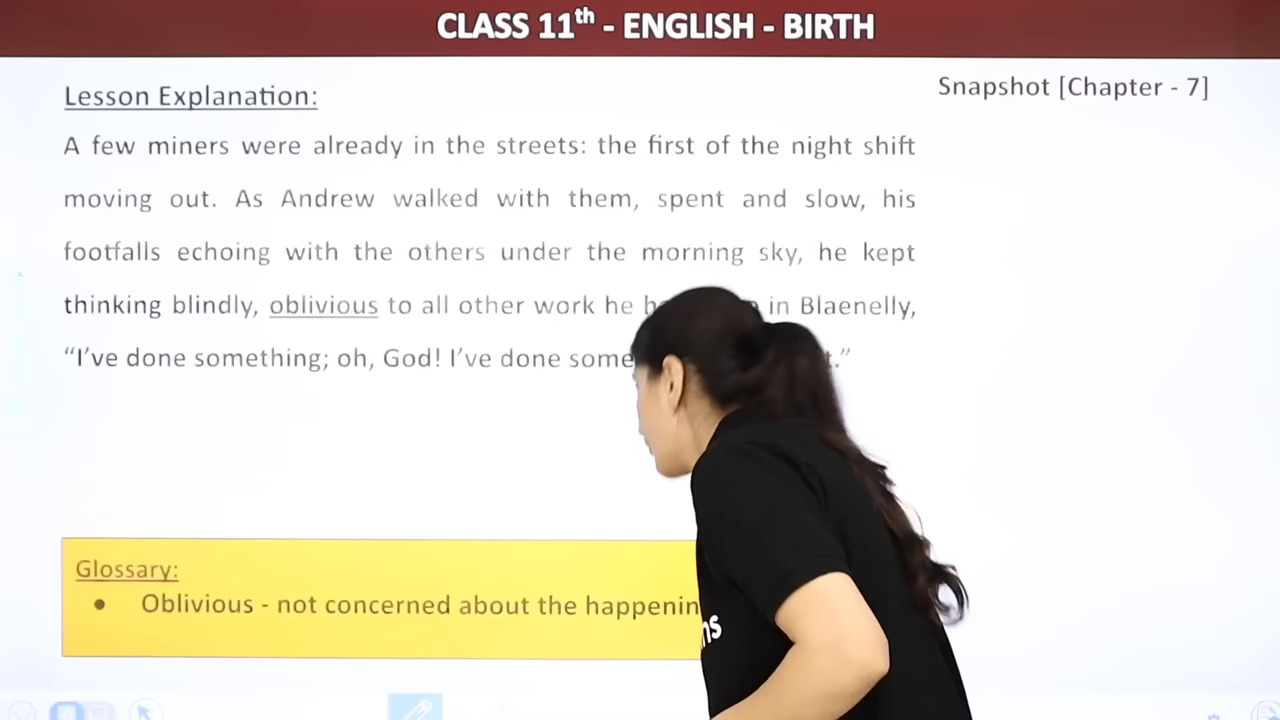 CLASS 11th - ENGLISH - BIRTH
Snapshot [Chapter - 7]
Lesson Explanation:
A few miners were already in the streets: the first of the night shift
moving out. As Andrew walked with them, spent and slow, his
footfalls echoing with the others under the morning sky, he kept
thinking blindly, oblivious to all other work he in Blaenelly,
“I’ve done something; oh, God! I’ve done
Glossary:
• Oblivious - not concerned about the